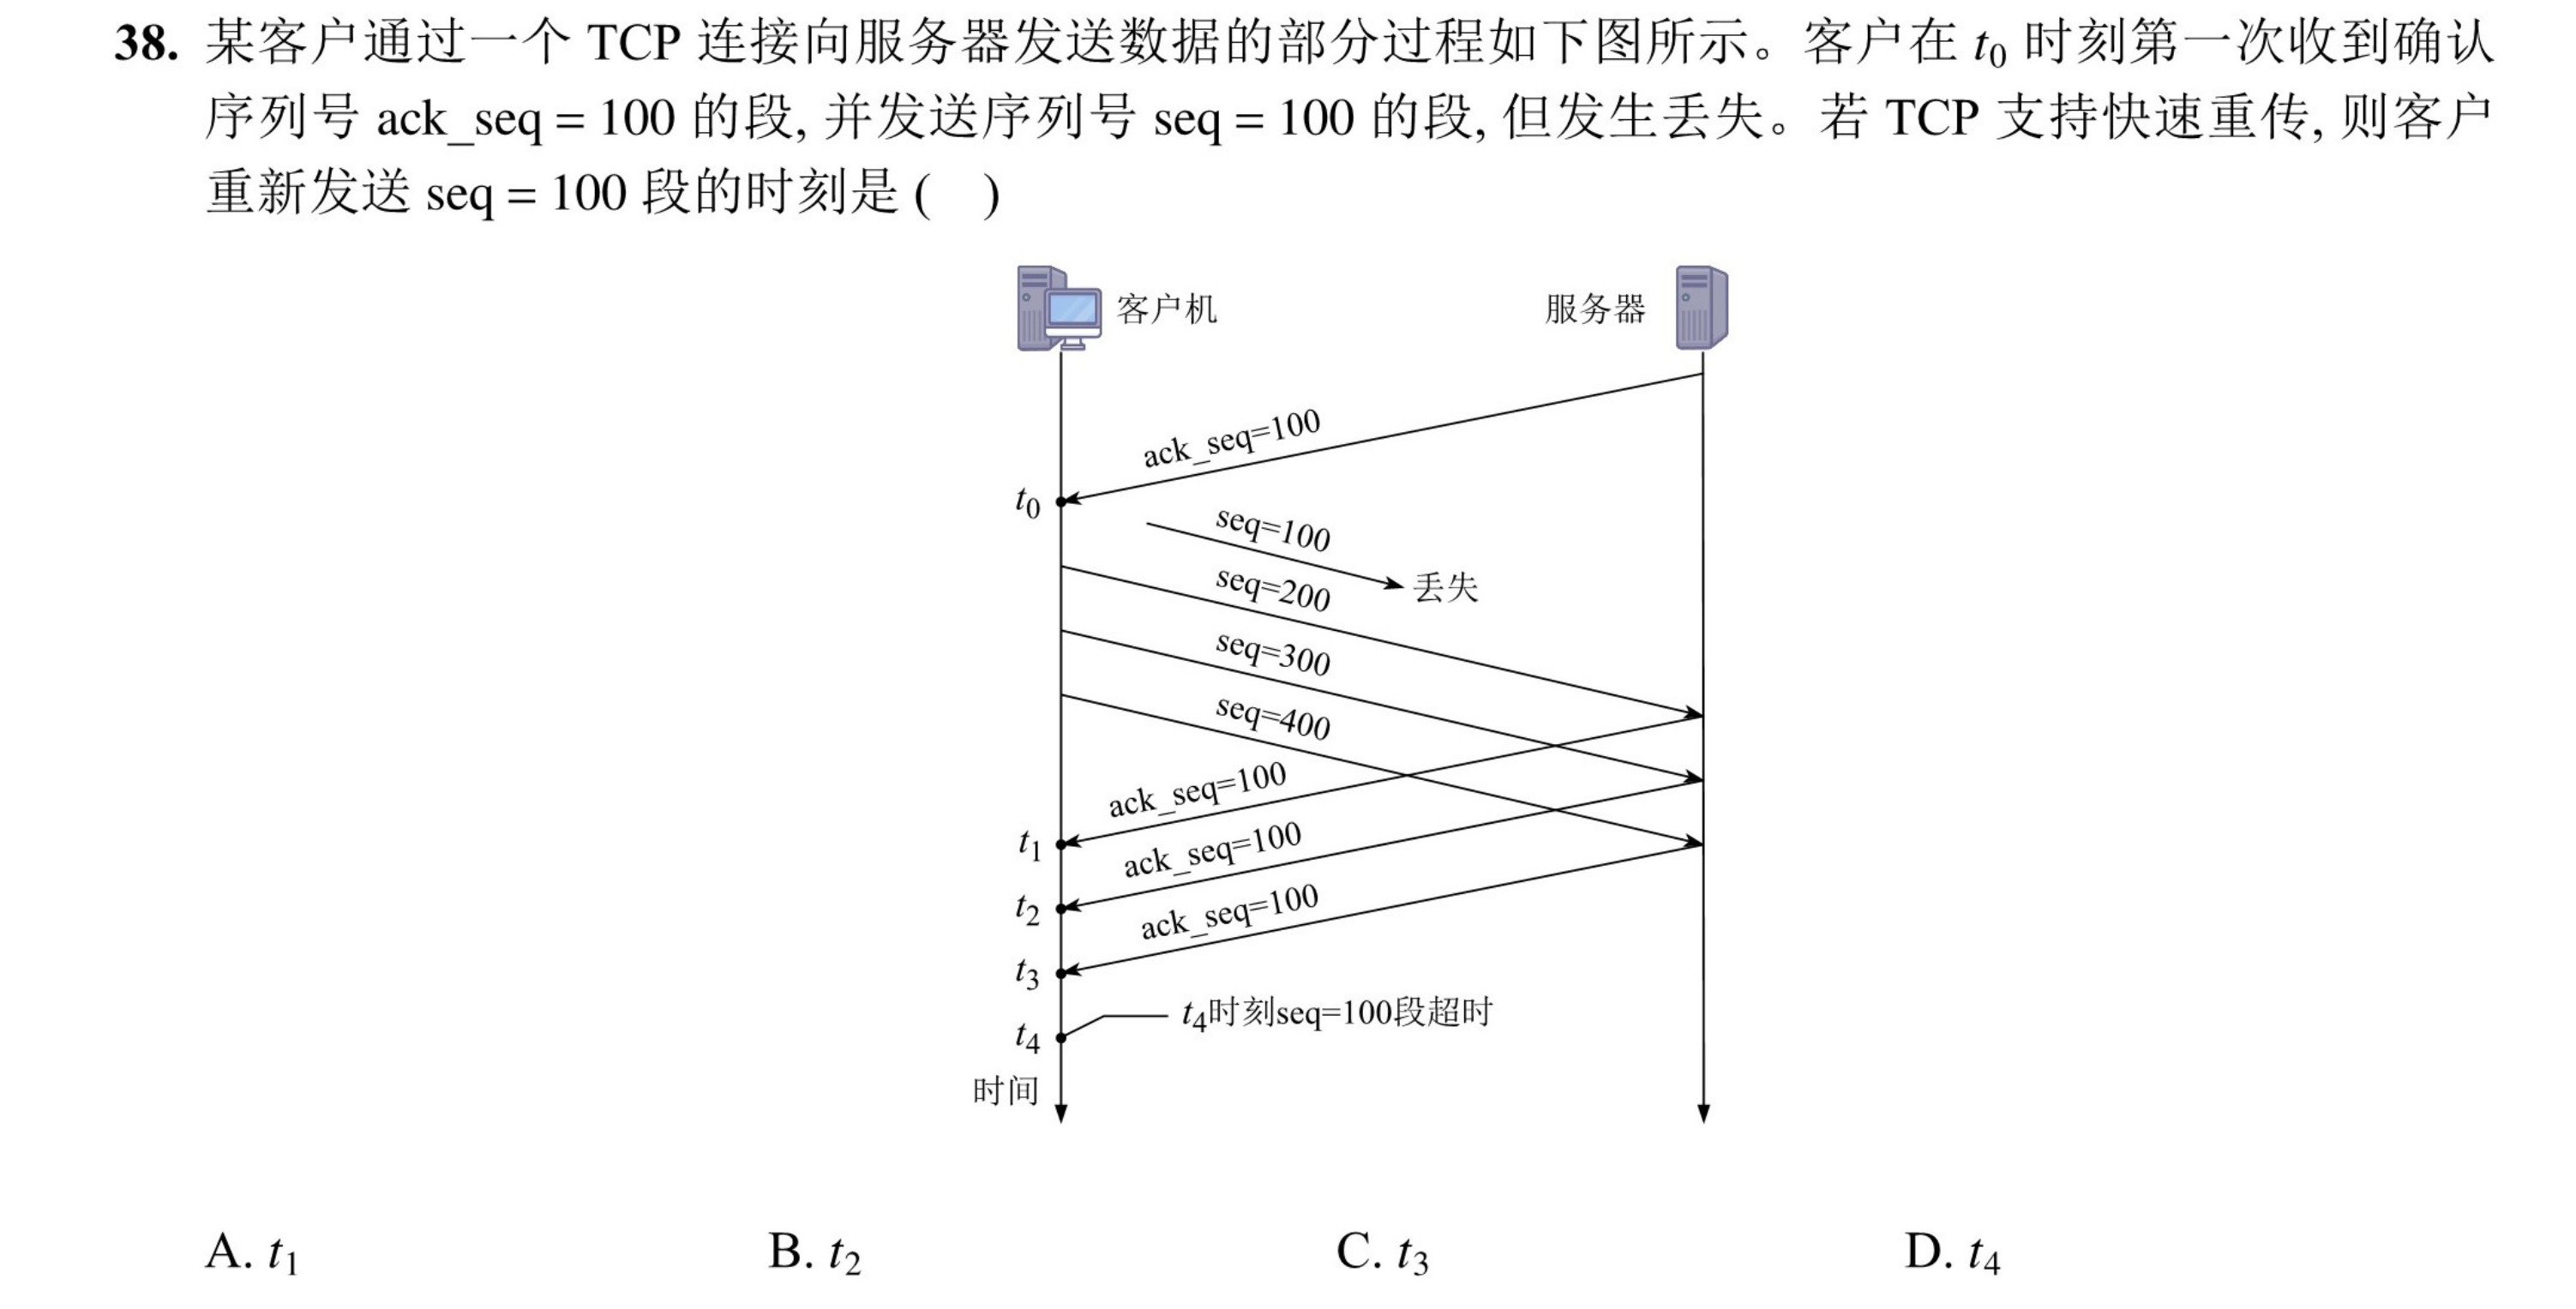 38. 某客户通过一个 TCP 连接向服务器发送数据的部分过程如下图所示。客户在 t0 时刻第一次收到确认
序列号 ack_seq = 100 的段, 并发送序列号 seq = 100 的段, 但发生丢失。若 TCP 支持快速重传, 则客户
重新发送 seq = 100 段的时刻是 ( )
客户机 服务器
ack_seq=100
t0
seq=100
丢失
seq=200
seq=300
seq=400
ack_seq=100
t1
ack_seq=100
t2
ack_seq=100
t3
t4时刻seq=100段超时
t4
时间
A. t1 B. t2 C. t3 D. t4